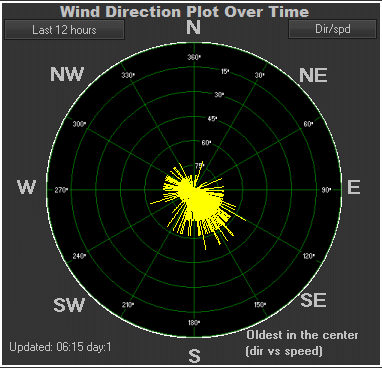 Wind Direction Plot Over Time
Last 12 hours
N
Dir/spd
NW
NE
360°
330°
15°
30°
30°
300°
45°
60°
60°
75°
W
270°
90°
E
240°
120°
210°
150°
180°
SW
SE
S
Oldest in the center
(dir vs speed)
Updated: 06:15 day:1